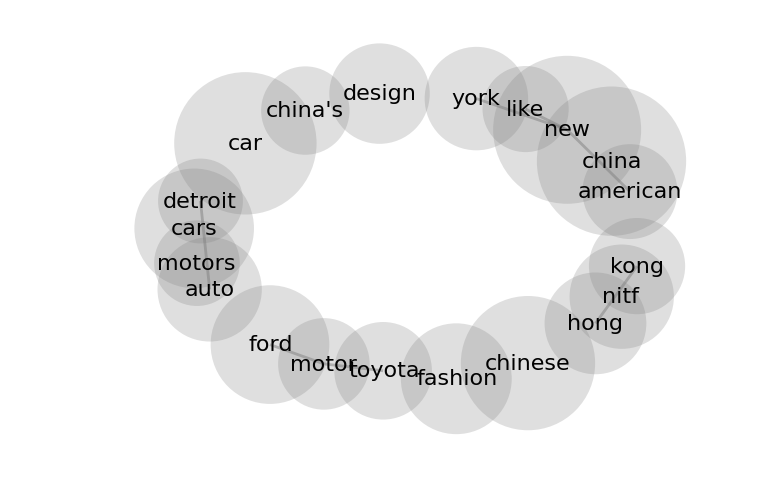 design
york
china's
like
car
new
china
american
detroit
cars
motors
kong
auto
nitf
hong
ford
motor
toyota
chinese
fashion